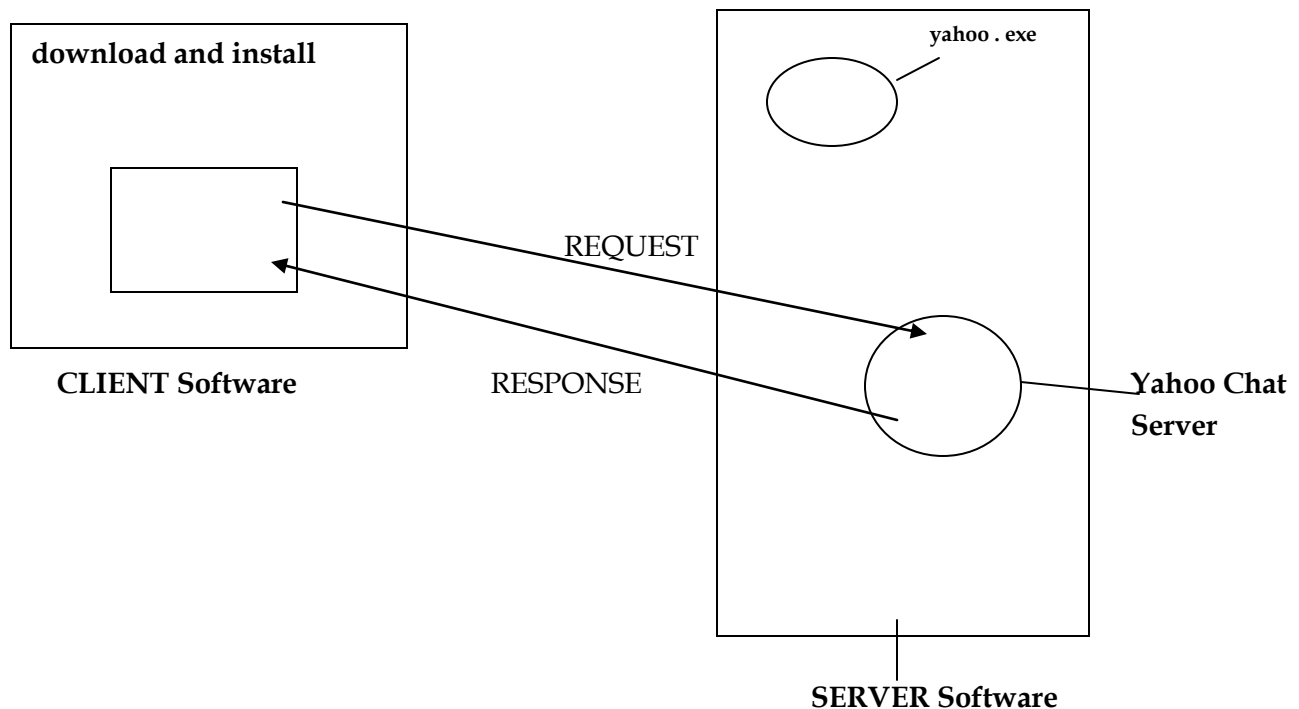 download and install
yahoo . exe
REQUEST
CLIENT Software
RESPONSE
Yahoo Chat
Server
SERVER Software